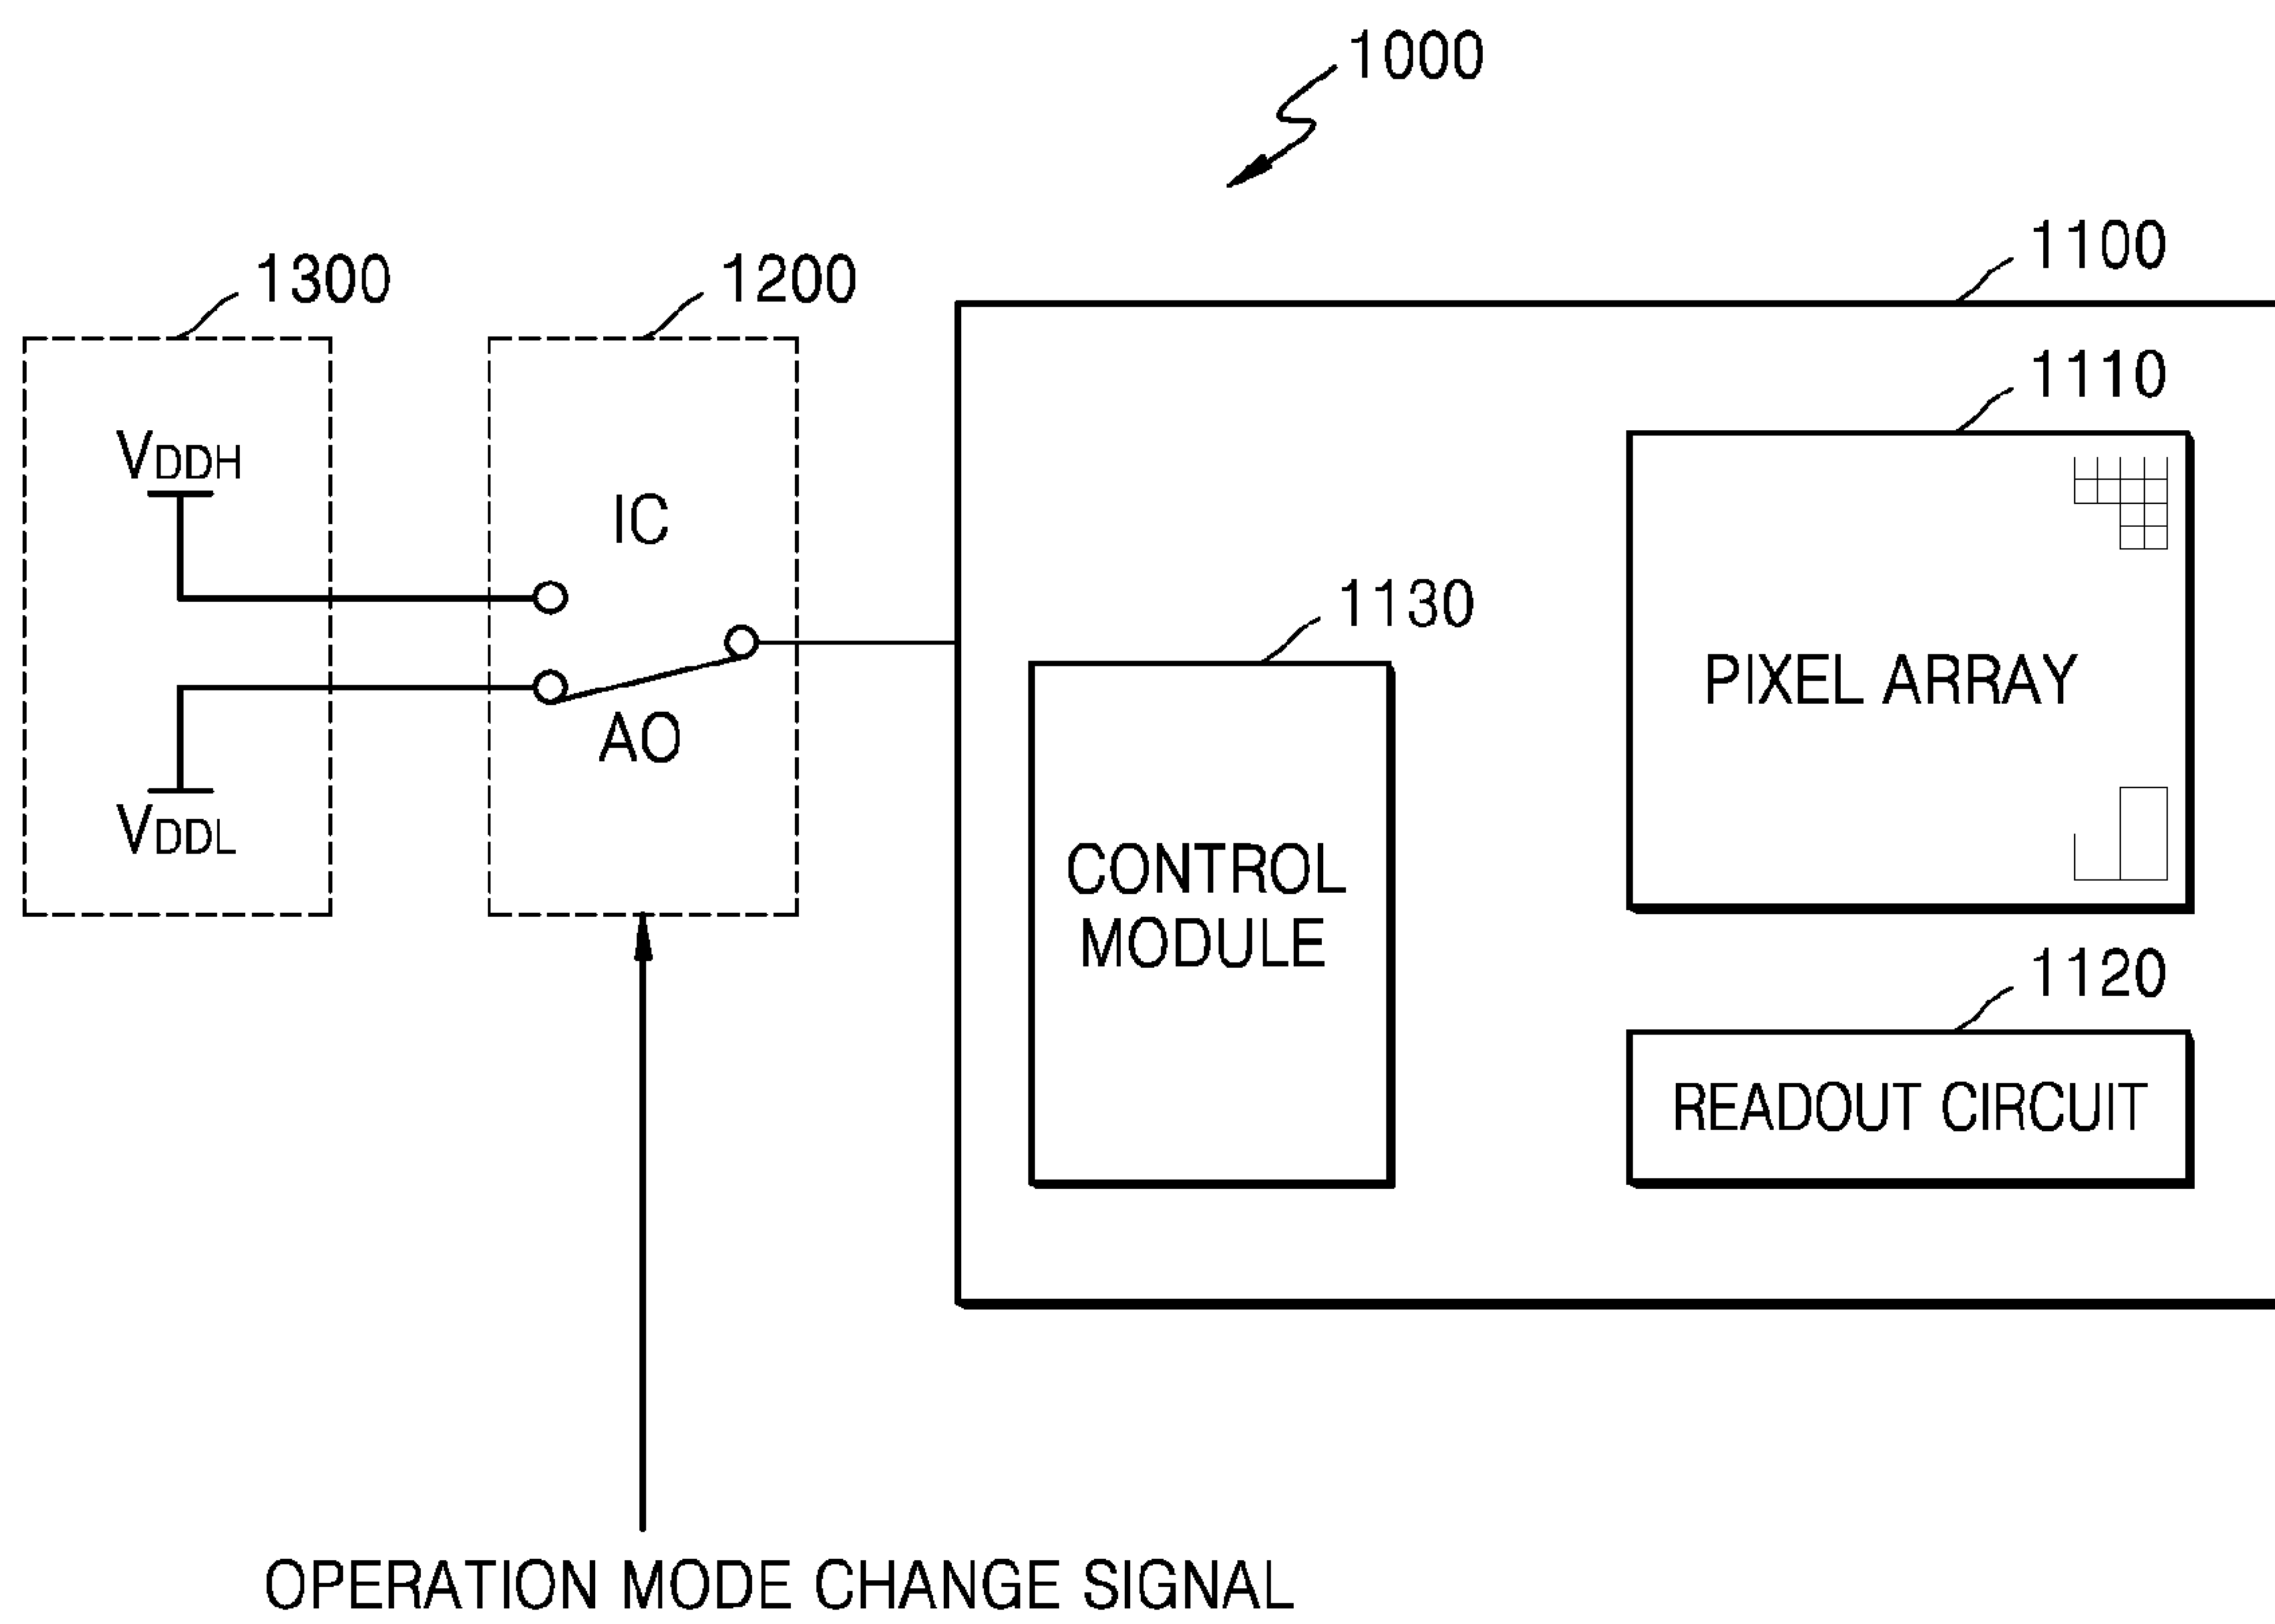 1000
1100
1300
1200
1110
VDDH
IC
1130
PIXEL ARRAY
AO
VDDL
CONTROL
MODULE
1120
READOUT CIRCUIT
OPERATION MODE CHANGE SIGNAL